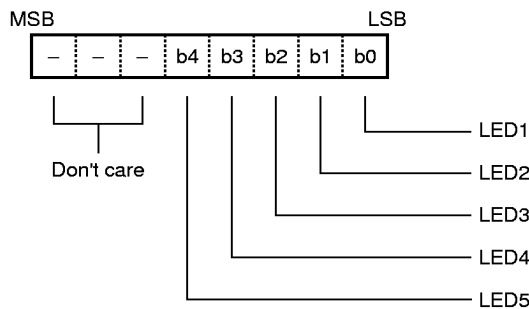 MSB LSB
– – – b4 b3 b2 b1 b0
LED1
Don't care
LED2
LED3
LED4
LED5